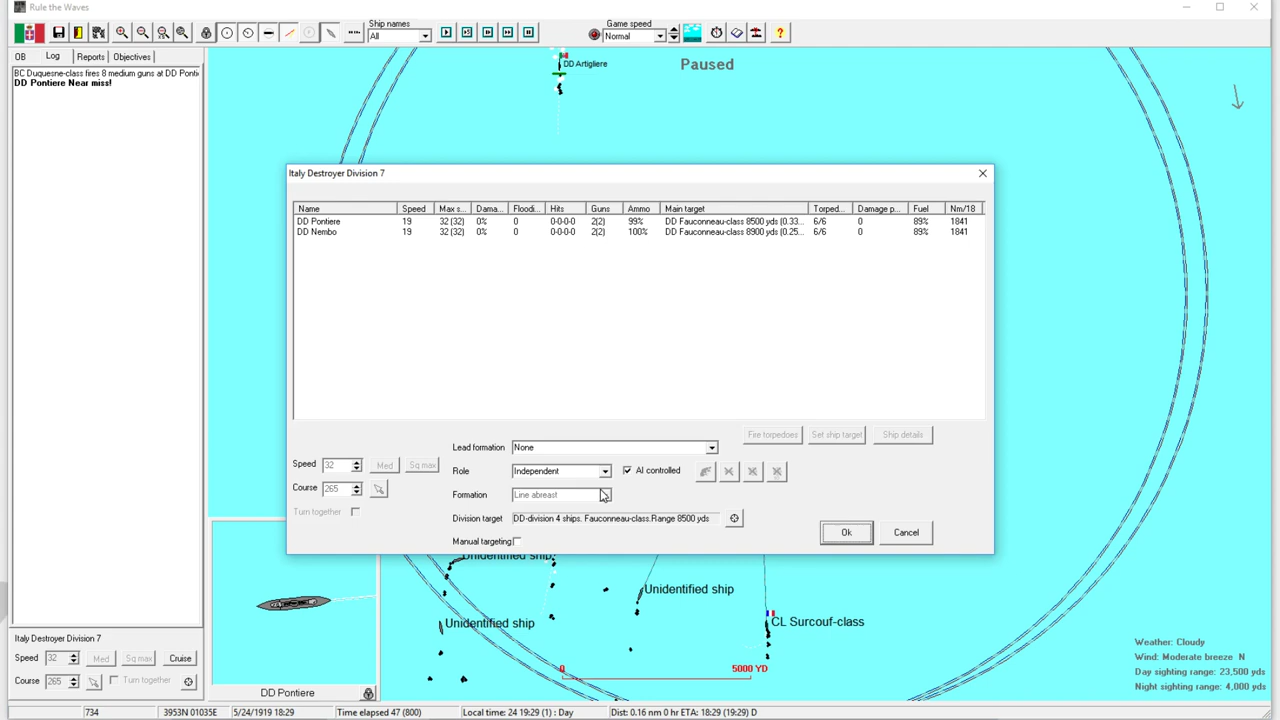 Rule the Waves
Ship names
All
Game speed
Normal
OB
Log
Reports
Objectives
BC Duquesne-class fires 8 medium guns at DD Ponti
DD Pontiere Near miss!
DD Artigliere
Paused
Italy Destroyer Division 7
Name Speed Max s... Dama... Floodi... Hits Guns Ammo Main target Torped... Damage p... Fuel Nm/18
DD Pontiere 19 32 (32) 0% 0 0-0-0-0 2(2) 99% DD Fauconneau-class 8500 yds (0.33... 6/6 0 89% 1841
DD Nembo 19 32 (32) 0% 0 0-0-0-0 2(2) 100% DD Fauconneau-class 8900 yds (0.25... 6/6 0 89% 1841
Fire torpedoes
Set ship target
Ship details
Lead formation None
Speed 32 Med Sq max
Role Independent AI controlled
Course 265
Formation Line abreast
Turn together
Division target DD-division 4 ships. Fauconneau-class.Range 8500 yds
Manual targeting
Ok
Cancel
Unidentified ship
Unidentified ship
Unidentified ship
CL Surcouf-class
0 5000 YD
Weather: Cloudy
Wind: Moderate breeze N
Day sighting range: 23,500 yds
Night sighting range: 4,000 yds
Italy Destroyer Division 7
Speed 32 Med Sq max Cruise
Course 265 Turn together
DD Pontiere
734
3953N 01035E
5/24/1919 18:29
Time elapsed 47 (800)
Local time: 24 19:29 (1) : Day
Dist: 0.16 nm 0 hr ETA: 18:29 (19:29) D